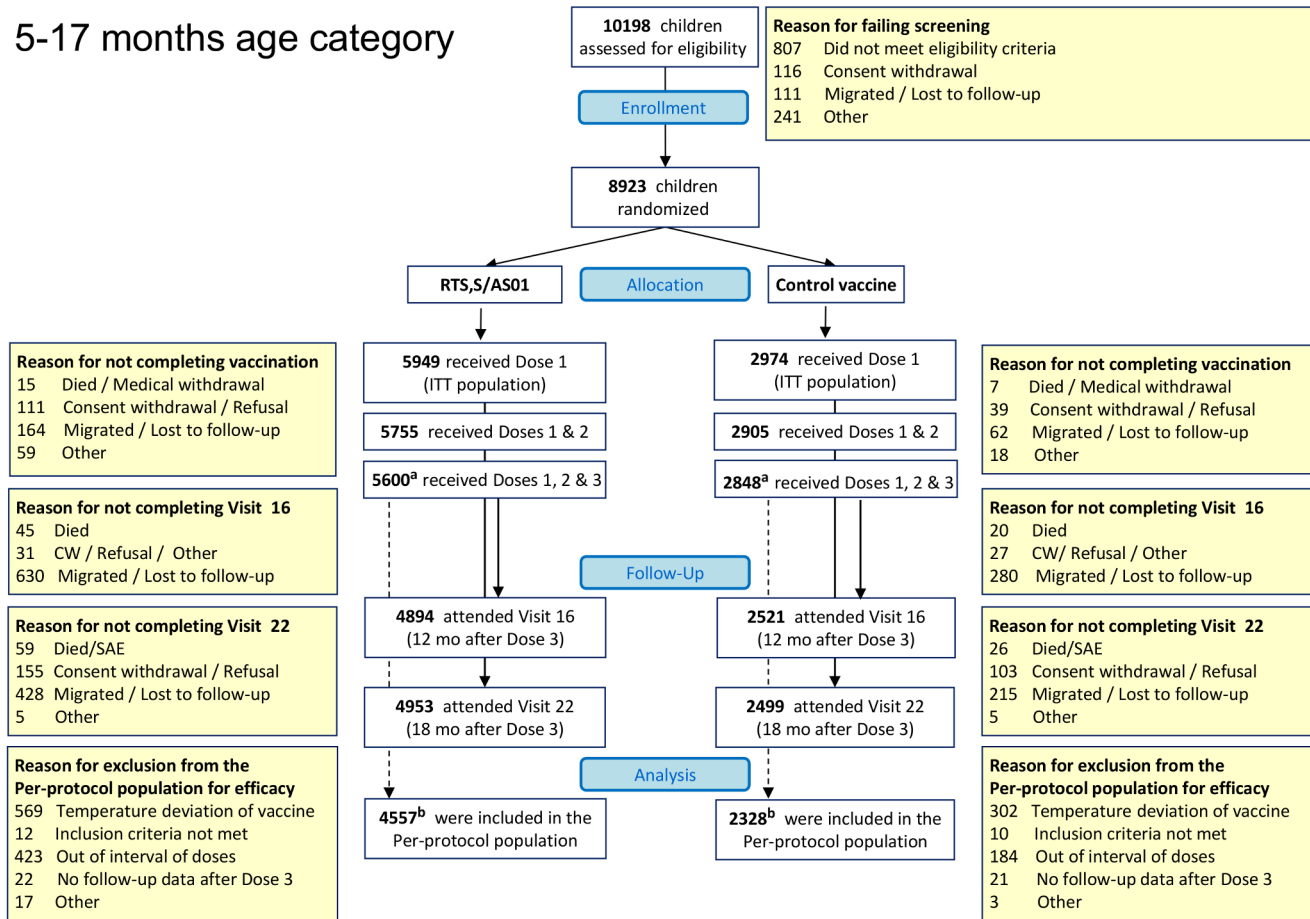 5-17 months age category
10198 children
assessed for eligibility
Reason for failing screening
807 Did not meet eligibility criteria
116 Consent withdrawal
111 Migrated / Lost to follow-up
241 Other
Enrollment
8923 children
randomized
RTS,S/AS01
Allocation
Control vaccine
Reason for not completing vaccination
15 Died / Medical withdrawal
111 Consent withdrawal / Refusal
164 Migrated / Lost to follow-up
59 Other
5949 received Dose 1
(ITT population)
5755 received Doses 1 & 2
5600a received Doses 1, 2 & 3
2974 received Dose 1
(ITT population)
2905 received Doses 1 & 2
2848a received Doses 1, 2 & 3
Reason for not completing vaccination
7 Died / Medical withdrawal
39 Consent withdrawal / Refusal
62 Migrated / Lost to follow-up
18 Other
Reason for not completing Visit 16
45 Died
31 CW / Refusal / Other
630 Migrated / Lost to follow-up
Follow-Up
Reason for not completing Visit 16
20 Died
27 CW/ Refusal / Other
280 Migrated / Lost to follow-up
Reason for not completing Visit 22
59 Died/SAE
155 Consent withdrawal / Refusal
428 Migrated / Lost to follow-up
5 Other
4894 attended Visit 16
(12 mo after Dose 3)
4953 attended Visit 22
(18 mo after Dose 3)
2521 attended Visit 16
(12 mo after Dose 3)
2499 attended Visit 22
(18 mo after Dose 3)
Reason for not completing Visit 22
26 Died/SAE
103 Consent withdrawal / Refusal
215 Migrated / Lost to follow-up
5 Other
Reason for exclusion from the
Per-protocol population for efficacy
569 Temperature deviation of vaccine
12 Inclusion criteria not met
423 Out of interval of doses
22 No follow-up data after Dose 3
17 Other
Analysis
4557b were included in the
Per-protocol population
2328b were included in the
Per-protocol population
Reason for exclusion from the
Per-protocol population for efficacy
302 Temperature deviation of vaccine
10 Inclusion criteria not met
184 Out of interval of doses
21 No follow-up data after Dose 3
3 Other